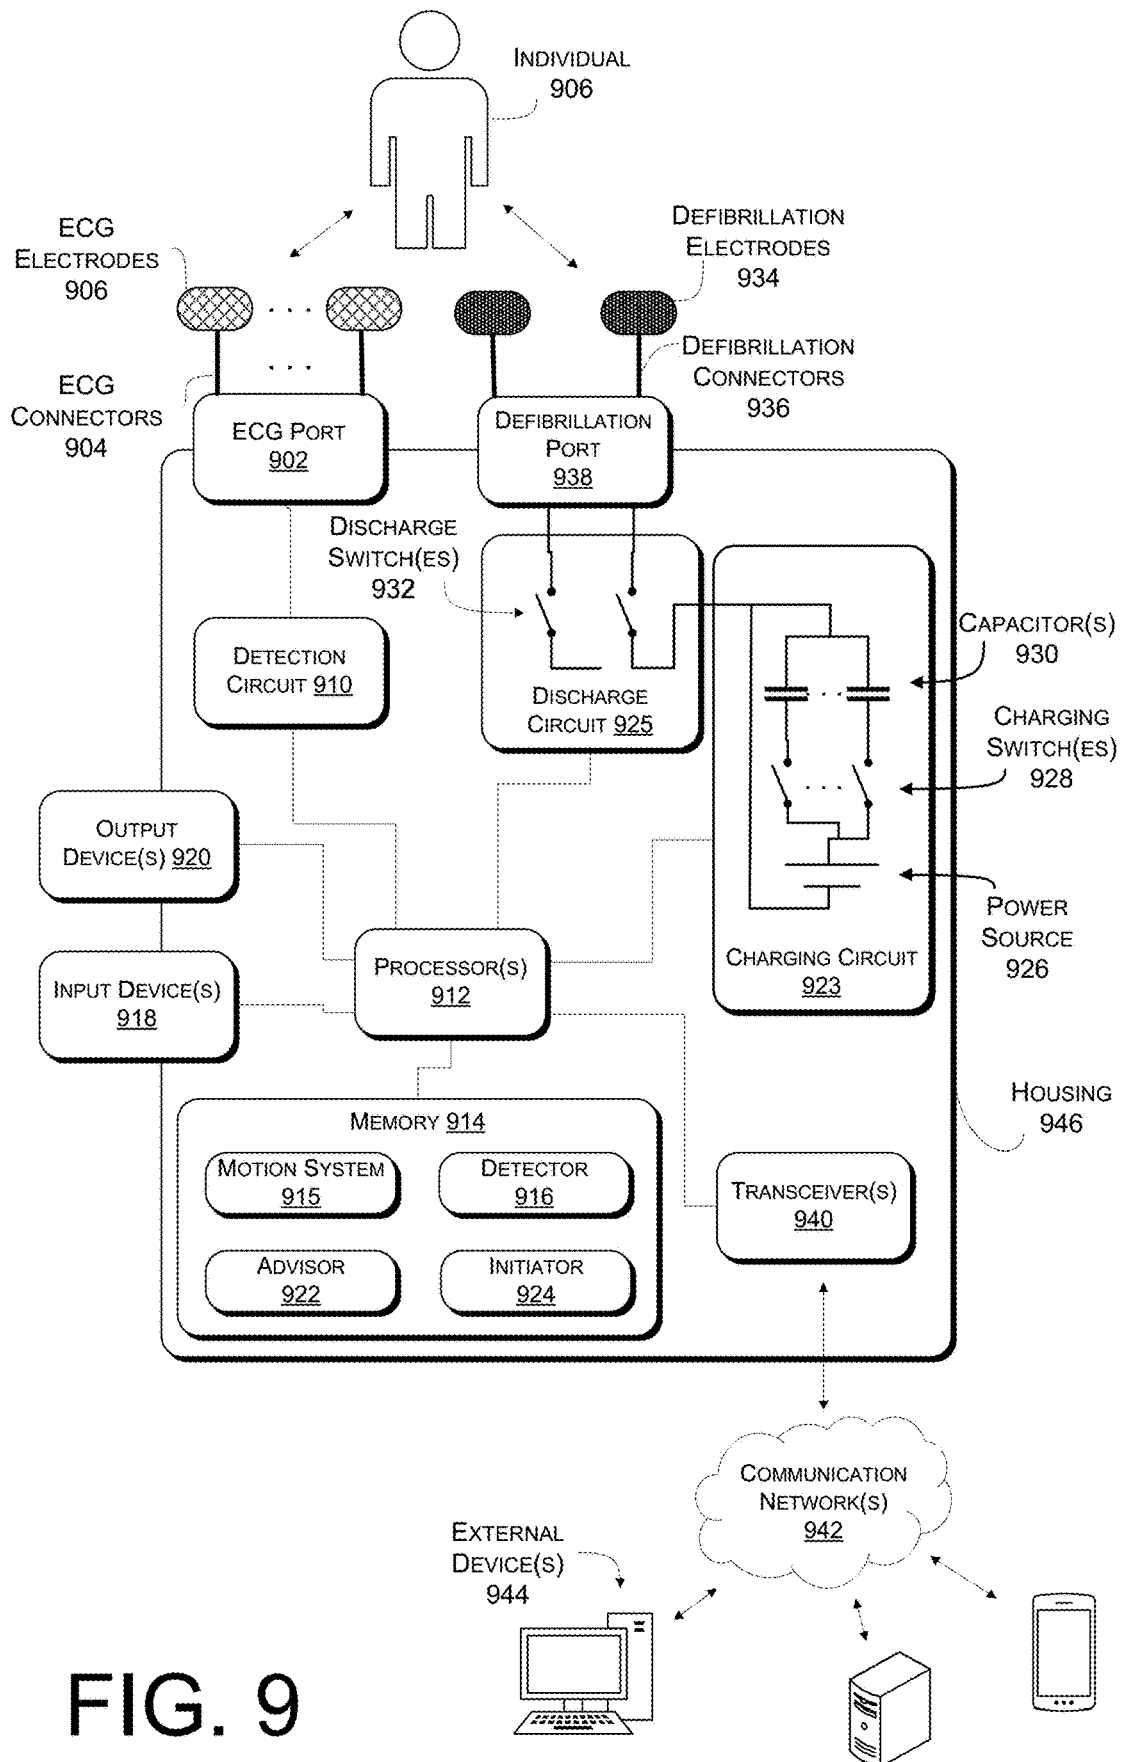 INDIVIDUAL
906
ECG
ELECTRODES
906
DEFIBRILLATION
ELECTRODES
934
ECG
CONNECTORS
904
DEFIBRILLATION
CONNECTORS
936
ECG PORT
902
DEFIBRILLATION
PORT
938
DISCHARGE
SWITCH(ES)
932
DETECTION
CIRCUIT 910
DISCHARGE
CIRCUIT 925
CAPACITOR(S)
930
CHARGING
SWITCH(ES)
928
OUTPUT
DEVICE(S) 920
POWER
SOURCE
926
INPUT DEVICE(S)
918
PROCESSOR(S)
912
CHARGING CIRCUIT
923
HOUSING
946
MEMORY 914
MOTION SYSTEM
915
DETECTOR
916
ADVISOR
922
INITIATOR
924
TRANSCEIVER(S)
940
COMMUNICATION
NETWORK(S)
942
EXTERNAL
DEVICE(S)
944
FIG. 9